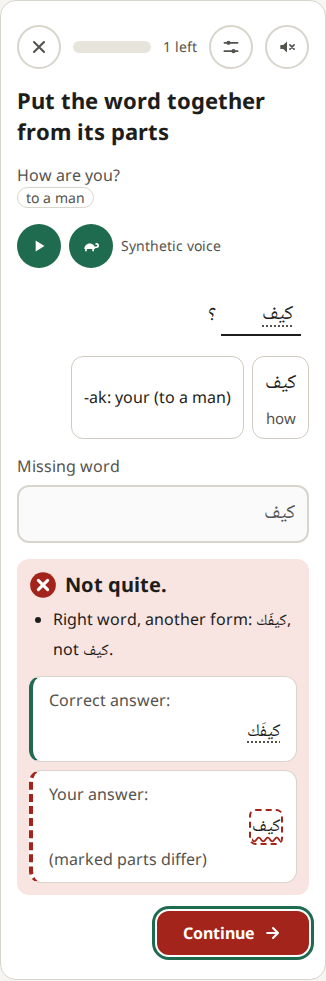 1 left
Put the word together
from its parts
How are you?
to a man
Synthetic voice
كيف ؟
كيف
how
-ak: your (to a man)
Missing word
كيف
Not quite.
• Right word, another form: كيفَك,
not كيف.
Correct answer:
كيفَك
Your answer:
كيف
(marked parts differ)
Continue →